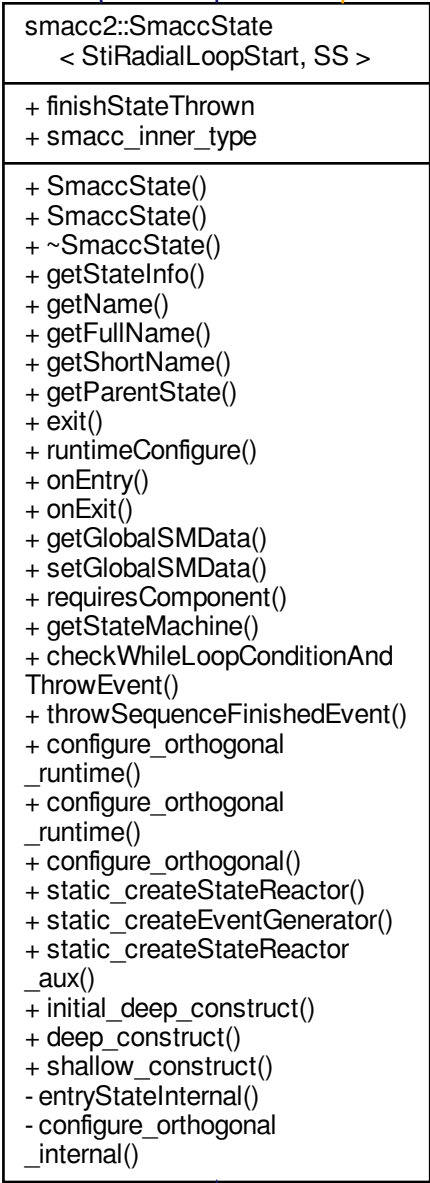 smacc2::SmaccState
< StiRadialLoopStart, SS >
+ finishStateThrown
+ smacc_inner_type
+ SmaccState()
+ SmaccState()
+ ~SmaccState()
+ getStateInfo()
+ getName()
+ getFullName()
+ getShortName()
+ getParentState()
+ exit()
+ runtimeConfigure()
+ onEntry()
+ onExit()
+ getGlobalSMData()
+ setGlobalSMData()
+ requiresComponent()
+ getStateMachine()
+ checkWhileLoopConditionAnd
ThrowEvent()
+ throwSequenceFinishedEvent()
+ configure_orthogonal
_runtime()
+ configure_orthogonal
_runtime()
+ configure_orthogonal()
+ static_createStateReactor()
+ static_createEventGenerator()
+ static_createStateReactor
_aux()
+ initial_deep_construct()
+ deep_construct()
+ shallow_construct()
- entryStateInternal()
- configure_orthogonal
_internal()